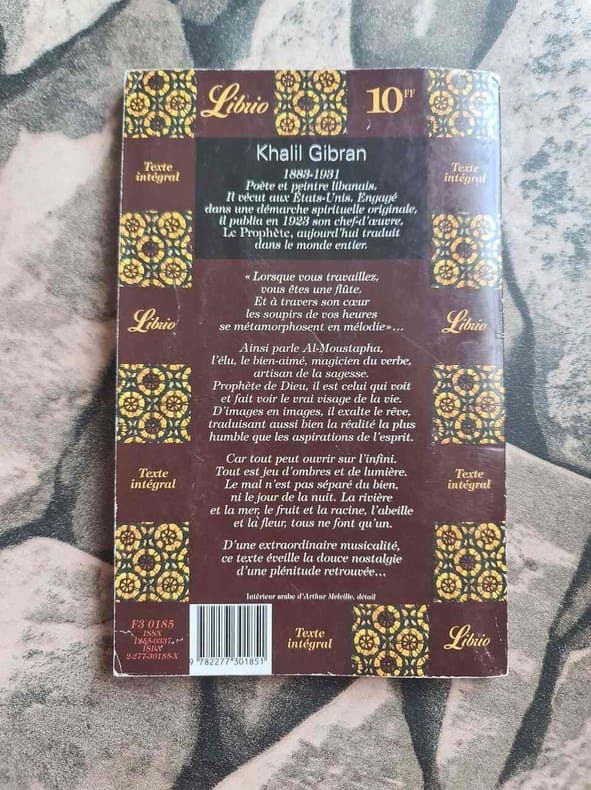 Librio
10FF
Texte
intégral
Texte
intégral
Khalil Gibran
1883-1931
Poète et peintre libanais.
Il vécut aux États-Unis. Engagé
dans une démarche spirituelle originale,
il publia en 1923 son chef-d'œuvre,
Le Prophète, aujourd'hui traduit
dans le monde entier.
« Lorsque vous travaillez,
vous êtes une flûte.
Et à travers son cœur
les soupirs de vos heures
se métamorphosent en mélodie»...
Librio
Librio
Ainsi parle Al-Moustapha,
l'élu, le bien-aimé, magicien du verbe,
artisan de la sagesse.
Prophète de Dieu, il est celui qui voit
et fait voir le vrai visage de la vie.
D'images en images, il exalte le rêve,
traduisant aussi bien la réalité la plus
humble que les aspirations de l'esprit.
Car tout peut ouvrir sur l'infini.
Tout est jeu d'ombres et de lumière.
Le mal n'est pas séparé du bien,
ni le jour de la nuit. La rivière
et la mer, le fruit et la racine, l'abeille
et la fleur, tous ne font qu'un.
Texte
intégral
Texte
intégral
D'une extraordinaire musicalité,
ce texte éveille la douce nostalgie
d'une plénitude retrouvée...
Intérieur arabe d'Arthur Melville, détail
F3 0185
ISSN
1255-0337
ISBN
2-277-30185-X
9 782277 301851
Texte
intégral
Librio